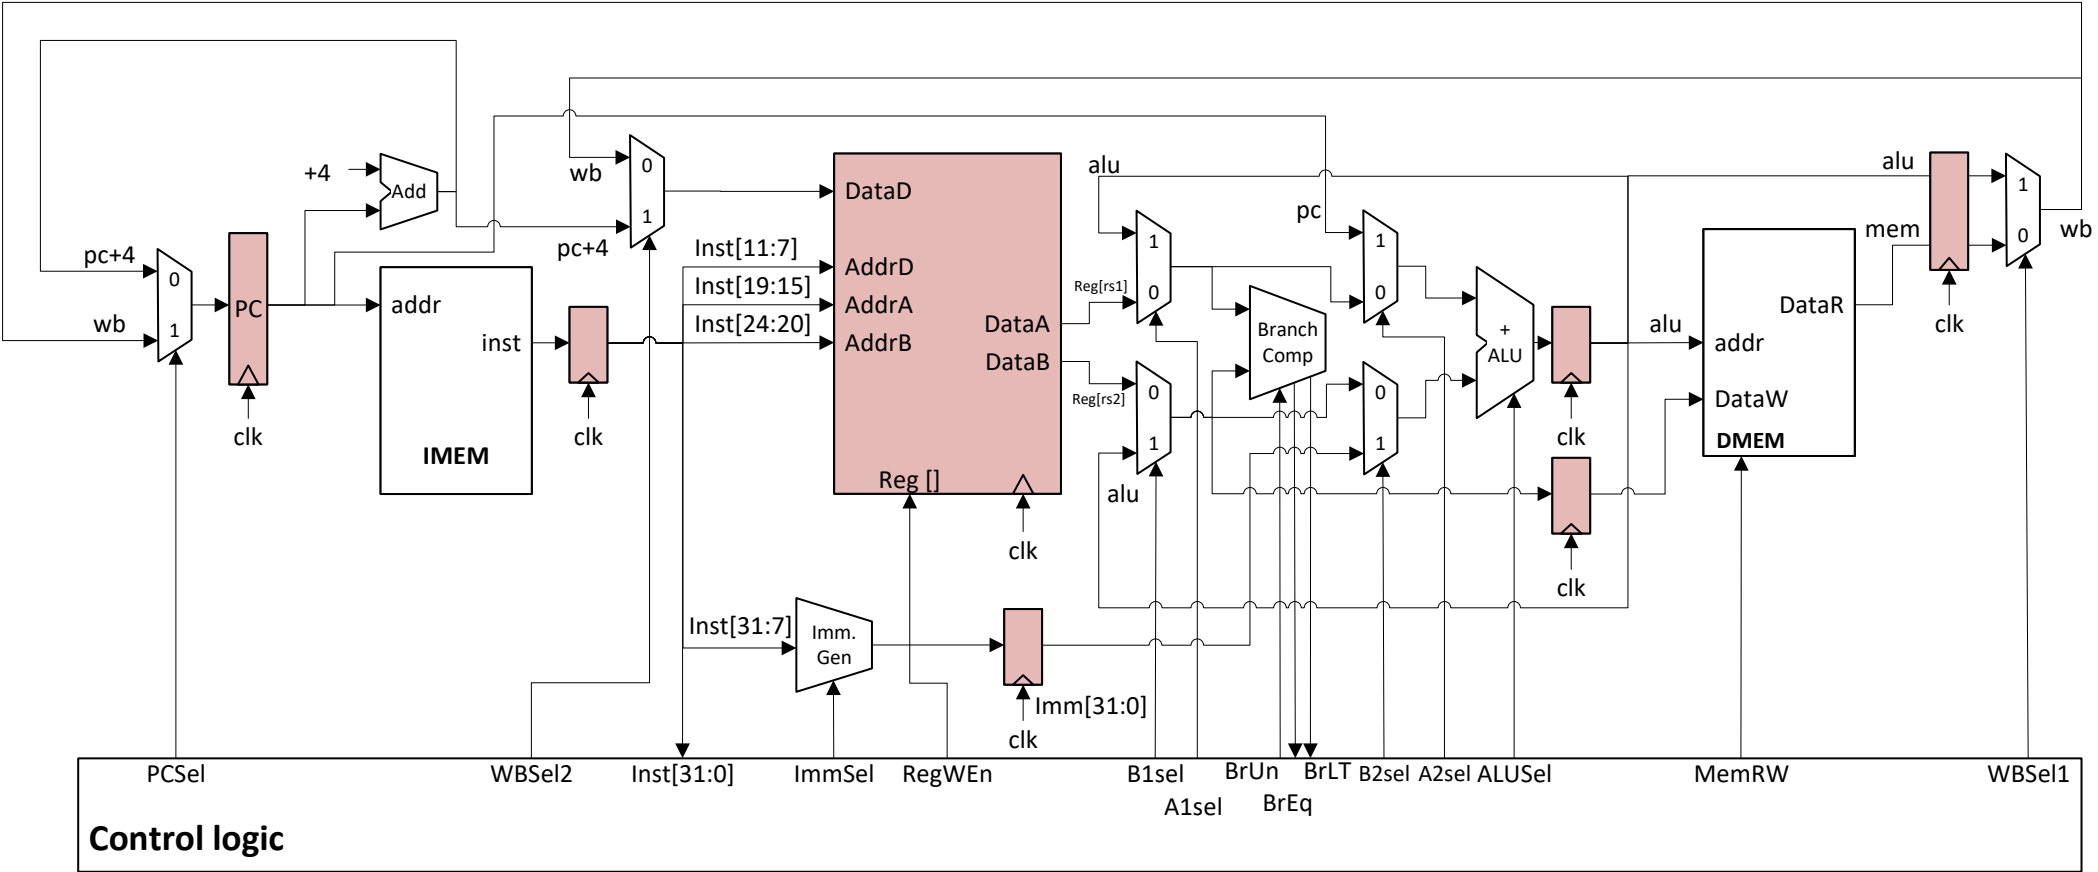 alu
alu
+4
wb
0
1
1
Add
DataD
mem
wb
pc
1
1
0
pc+4
Inst[11:7]
pc+4
0
AddrD
Inst[19:15]
Reg[rs1]
0
0
PC
addr
AddrA
DataR
wb
1
Inst[24:20]
DataA
Branch
Comp
+
ALU
alu
clk
inst
AddrB
addr
DataB
Reg[rs2]
0
0
DataW
clk
clk
clk
1
1
DMEM
IMEM
Reg []
alu
clk
clk
Inst[31:7]
Imm.
Gen
Imm[31:0]
clk
PCSel
WBSel2
Inst[31:0]
ImmSel
RegWEn
B1sel
A1sel
BrUn
BrEq
BrLT
B2sel
A2sel
ALUSel
MemRW
WBSel1
Control logic